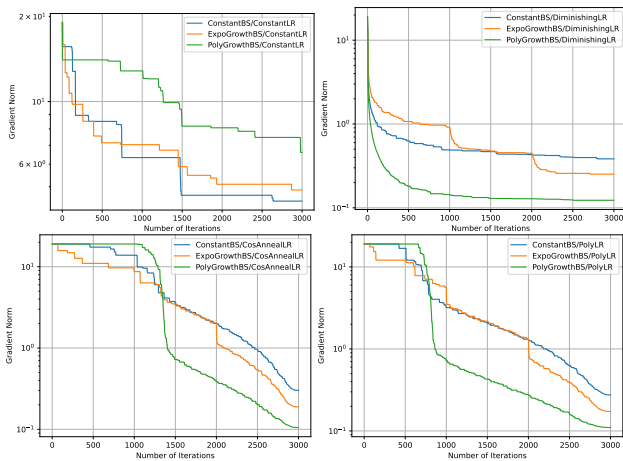 2 × 10¹
10¹
6 × 10⁰
Gradient Norm
ConstantBS/ConstantLR
ExpoGrowthBS/ConstantLR
PolyGrowthBS/ConstantLR
0 500 1000 1500 2000 2500 3000
Number of Iterations
10¹
10⁰
10⁻¹
Gradient Norm
ConstantBS/DiminishingLR
ExpoGrowthBS/DiminishingLR
PolyGrowthBS/DiminishingLR
0 500 1000 1500 2000 2500 3000
Number of Iterations
10¹
10⁰
10⁻¹
Gradient Norm
ConstantBS/CosAnnealLR
ExpoGrowthBS/CosAnnealLR
PolyGrowthBS/CosAnnealLR
0 500 1000 1500 2000 2500 3000
Number of Iterations
10¹
10⁰
10⁻¹
Gradient Norm
ConstantBS/PolyLR
ExpoGrowthBS/PolyLR
PolyGrowthBS/PolyLR
0 500 1000 1500 2000 2500 3000
Number of Iterations